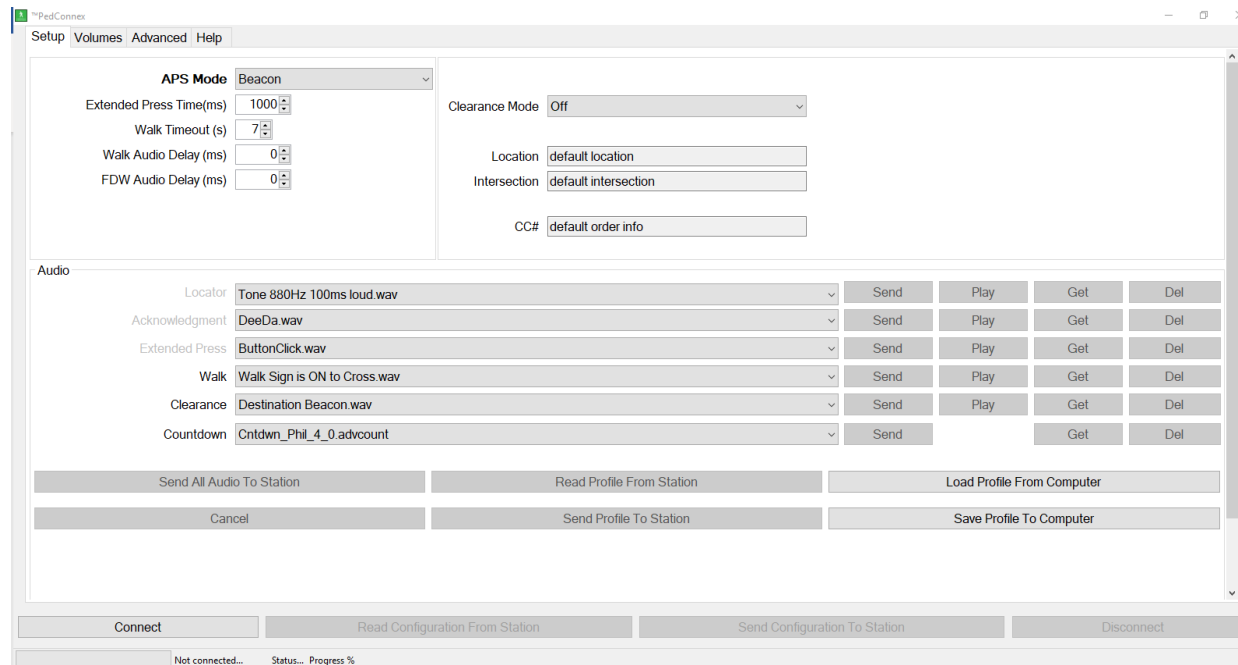 ™PedConnex
Setup Volumes Advanced Help
APS Mode Beacon
Extended Press Time(ms) 1000
Walk Timeout (s) 7
Walk Audio Delay (ms) 0
FDW Audio Delay (ms) 0
Clearance Mode Off
Location default location
Intersection default intersection
CC# default order info
Audio
Locator Tone 880Hz 100ms loud.wav Send Play Get Del
Acknowledgment DeeDa.wav Send Play Get Del
Extended Press ButtonClick.wav Send Play Get Del
Walk Walk Sign is ON to Cross.wav Send Play Get Del
Clearance Destination Beacon.wav Send Play Get Del
Countdown Cntdwn_Phil_4_0.advcount Send Get Del
Send All Audio To Station Read Profile From Station Load Profile From Computer
Cancel Send Profile To Station Save Profile To Computer
Connect Read Configuration From Station Send Configuration To Station Disconnect
Not connected... Status... Progress %